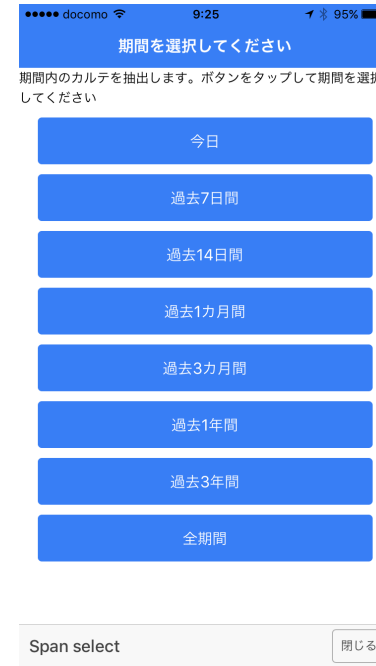 docomo 9:25 95%
期間を選択してください
期間内のカルテを抽出します。ボタンをタップして期間を選択
してください
今日
過去7日間
過去14日間
過去1カ月間
過去3カ月間
過去1年間
過去3年間
全期間
Span select 閉じる